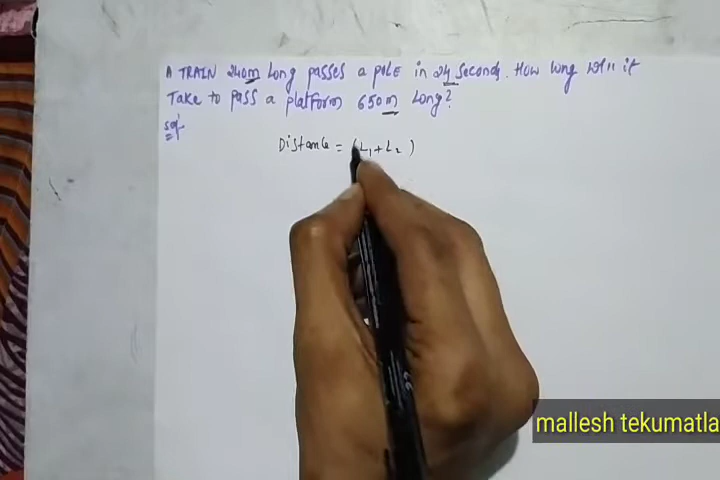 A TRAIN 240m Long passes a pole in 24 Seconds. How long will it
Take to pass a platform 650m Long?
Sol
Distance = (L₁+L₂)
mallesh tekumatla